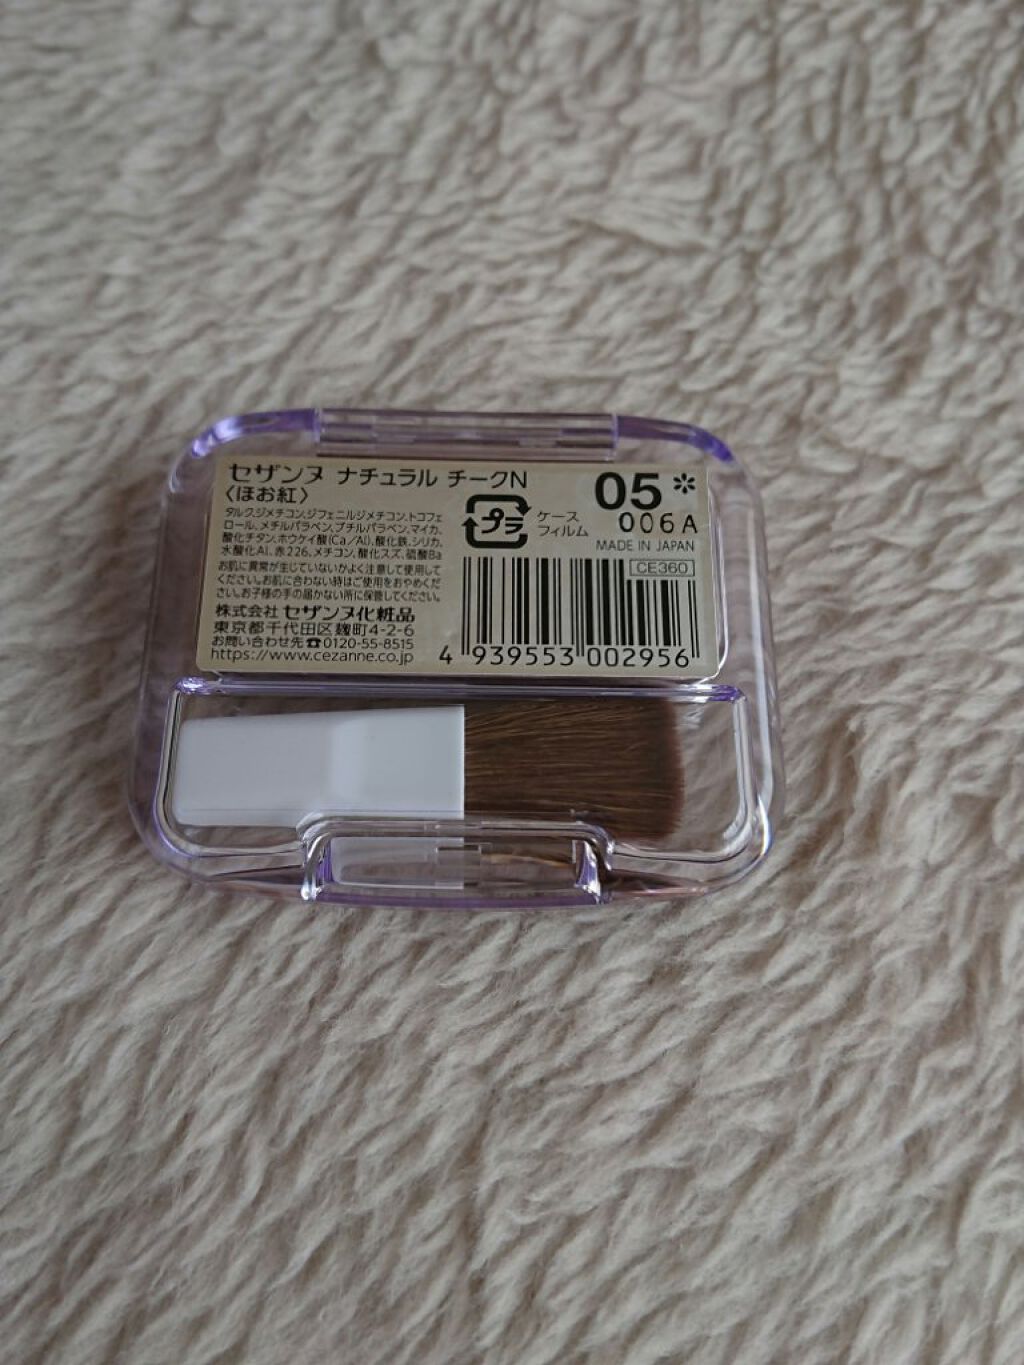 セザンヌ ナチュラル チークN
〈ほお紅〉
タルク,ジメチコン,ジフェニルジメチコン,トコフェ
ロール,メチルパラベン,ブチルパラベン,マイカ,
酸化チタン,ホウケイ酸(Ca/Al),酸化鉄,シリカ,
水酸化Al,赤226,メチコン,酸化スズ,硫酸Ba
お肌に異常が生じていないかよく注意して使用して
ください。お肌に合わない時はご使用をおやめくだ
さい。お子様の手の届かない所に保管してください。
株式会社 セザンヌ化粧品
東京都千代田区麹町4-2-6
お問い合わせ先☎0120-55-8515
https://www.cezanne.co.jp
プラ
ケース
フィルム
05*
006A
MADE IN JAPAN
CE360
4 939553 002956